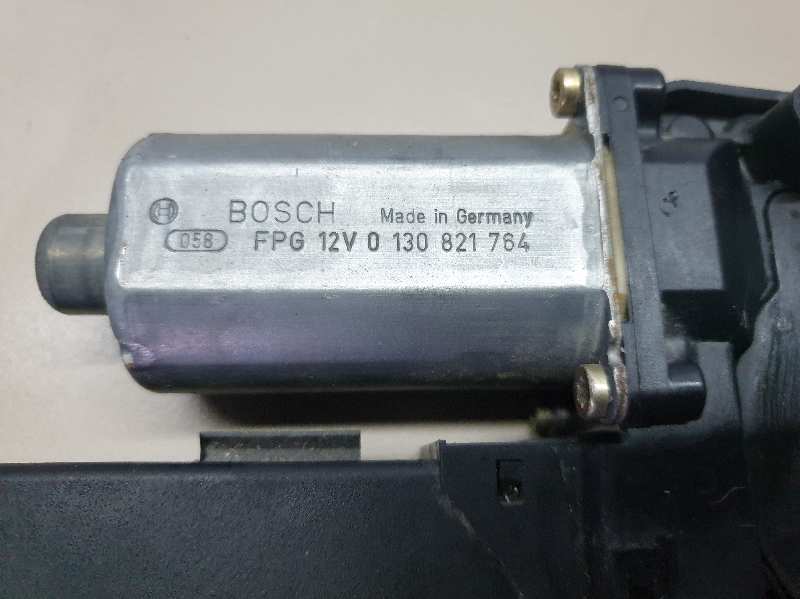 BOSCH Made in Germany
058 FPG 12V 0 130 821 764